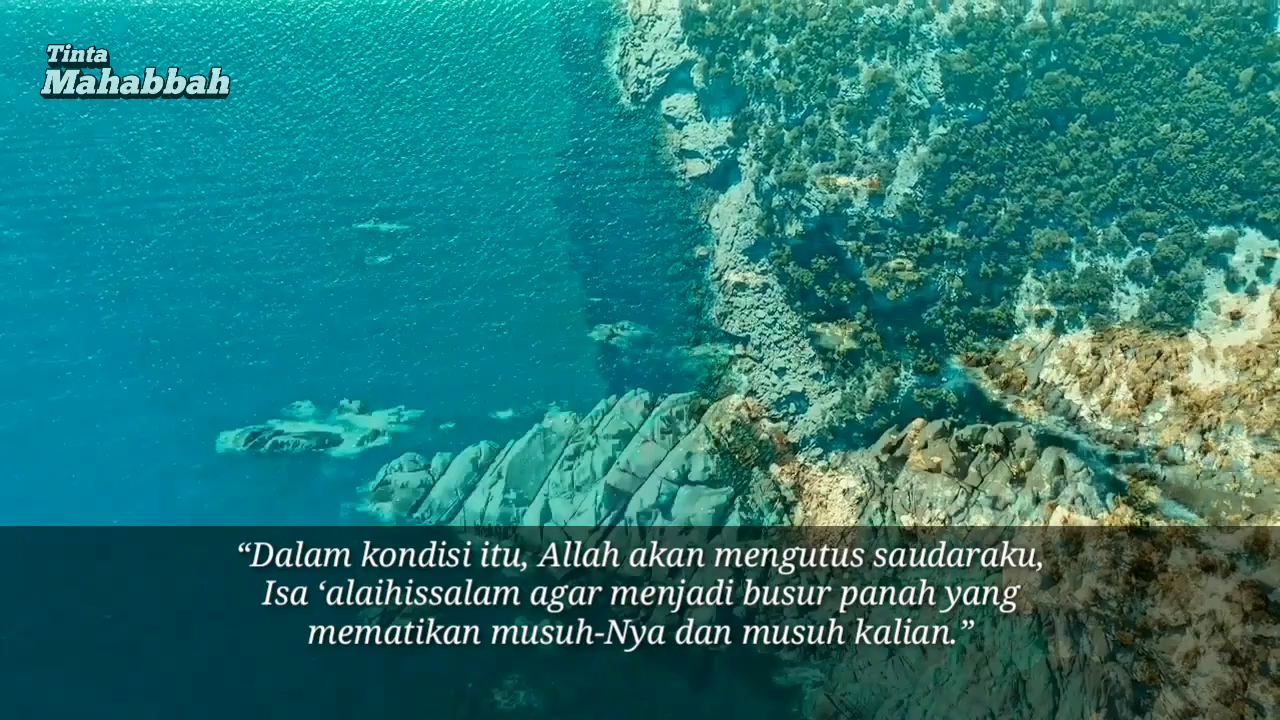 Tinta
Mahabbah
“Dalam kondisi itu, Allah akan mengutus saudaraku,
Isa ‘alaihissalam agar menjadi busur panah yang
mematikan musuh-Nya dan musuh kalian.”